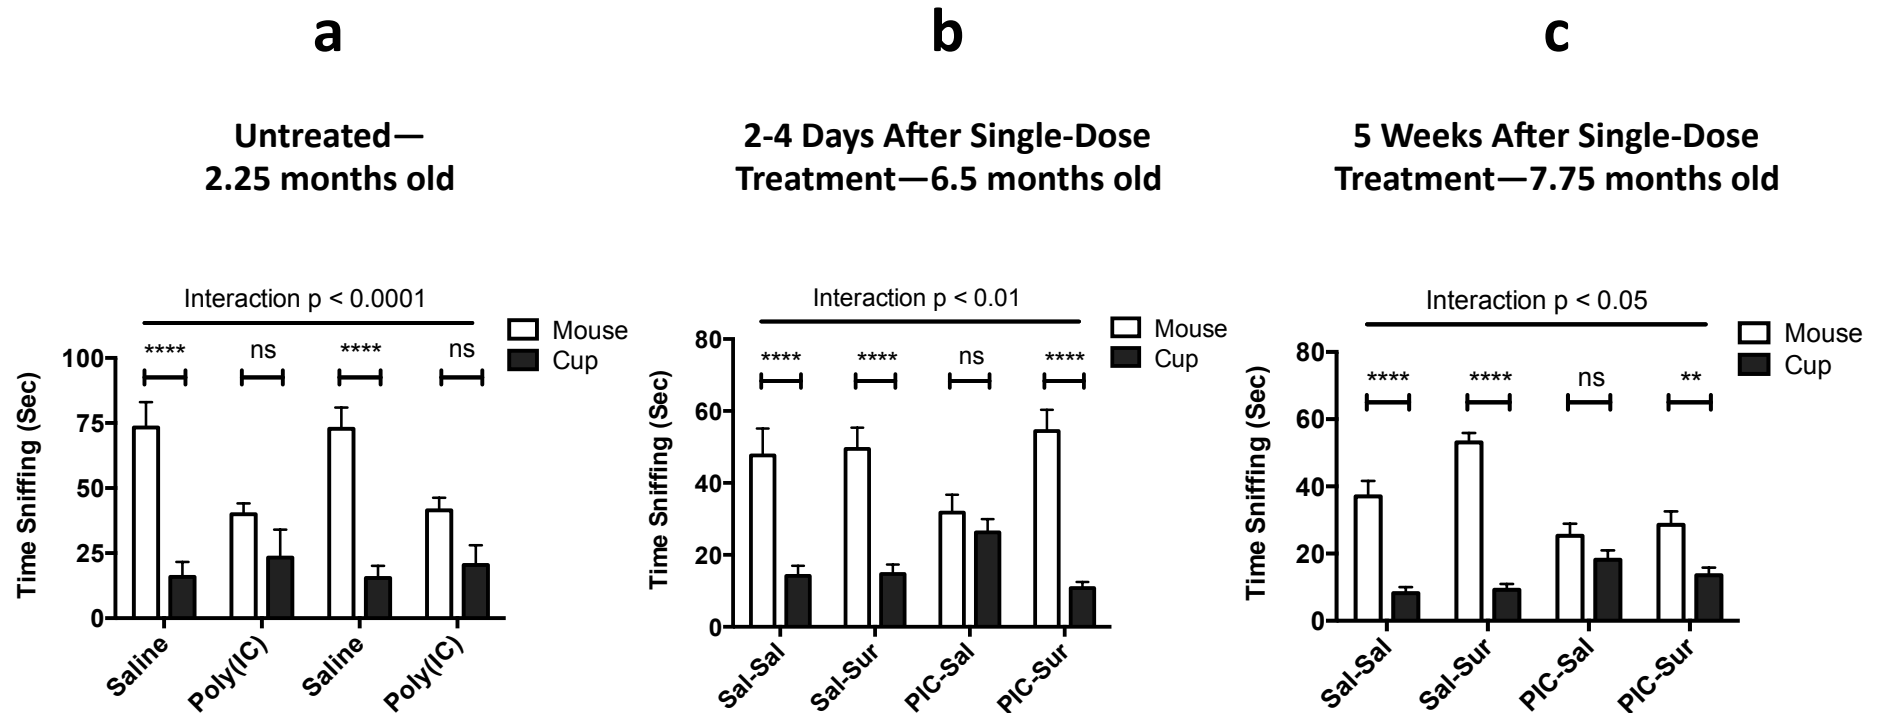 a
Untreated—
2.25 months old
Interaction p < 0.0001
Mouse
Cup
**** ns **** ns
Time Sniffing (Sec)
100
75
50
25
0
Saline
Poly(IC)
Saline
Poly(IC)
b
2-4 Days After Single-Dose
Treatment—6.5 months old
Interaction p < 0.01
Mouse
Cup
**** **** ns ****
Time Sniffing (Sec)
80
60
40
20
0
Sal-Sal
Sal-Sur
PIC-Sal
PIC-Sur
c
5 Weeks After Single-Dose
Treatment—7.75 months old
Interaction p < 0.05
Mouse
Cup
**** **** ns **
Time Sniffing (Sec)
80
60
40
20
0
Sal-Sal
Sal-Sur
PIC-Sal
PIC-Sur